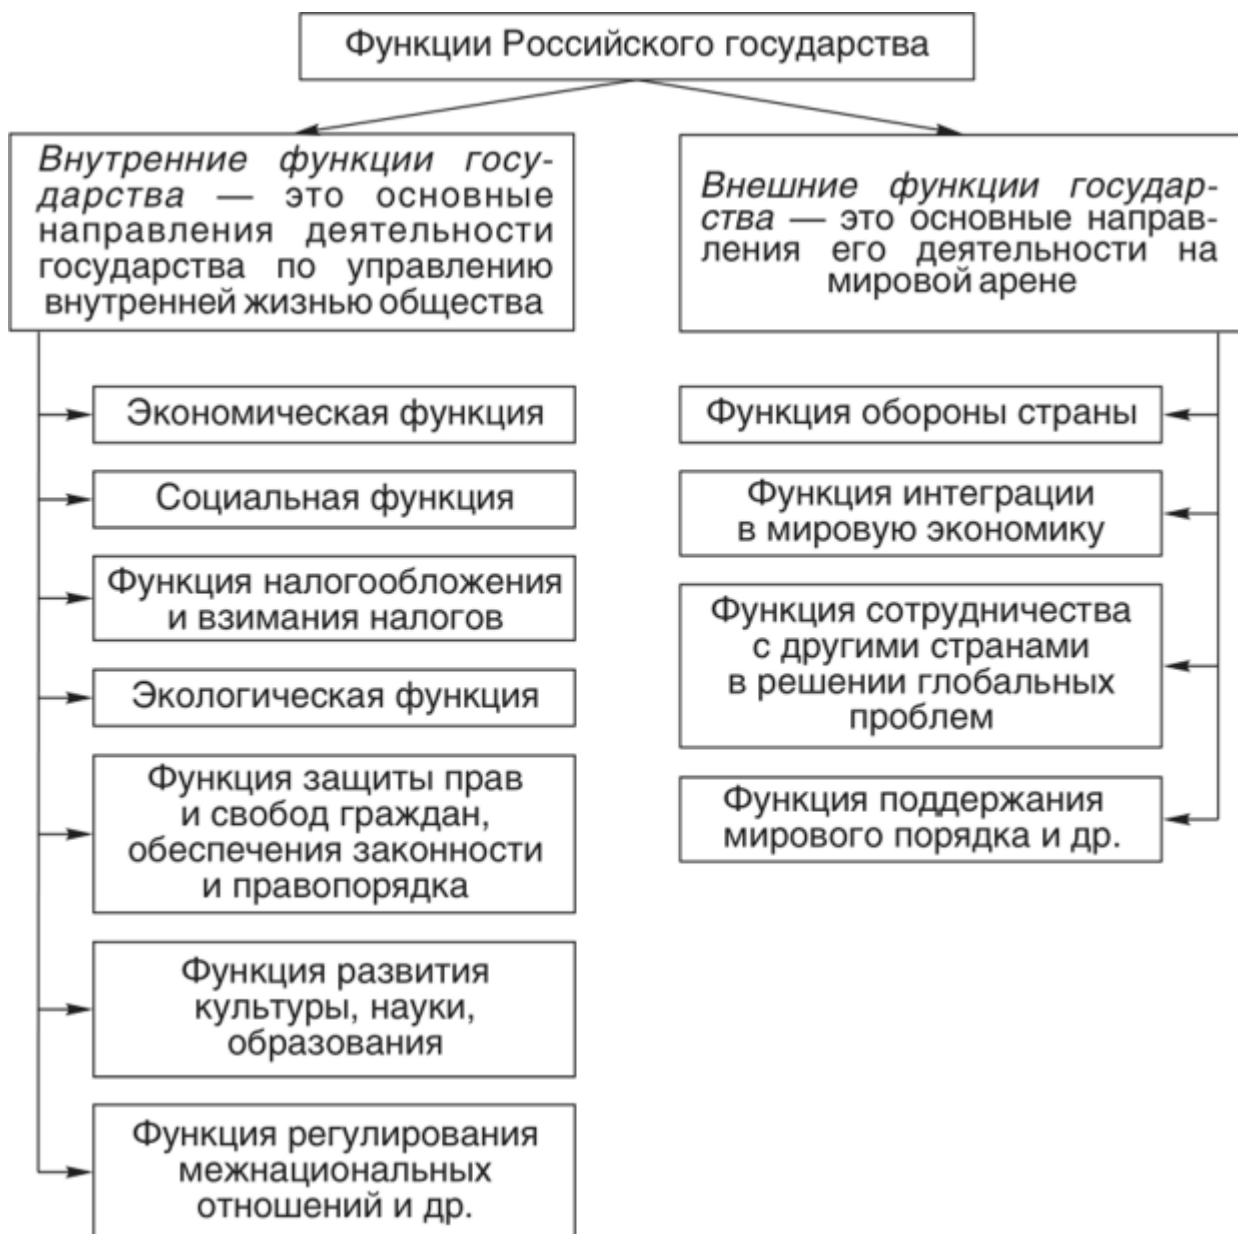 Функции Российского государства
Внутренние функции госу-
дарства — это основные
направления деятельности
государства по управлению
внутренней жизнью общества
Экономическая функция
Социальная функция
Функция налогообложения
и взимания налогов
Экологическая функция
Функция защиты прав
и свобод граждан,
обеспечения законности
и правопорядка
Функция развития
культуры, науки,
образования
Функция регулирования
межнациональных
отношений и др.
Внешние функции государ-
ства — это основные направ-
ления его деятельности на
мировой арене
Функция обороны страны
Функция интеграции
в мировую экономику
Функция сотрудничества
с другими странами
в решении глобальных
проблем
Функция поддержания
мирового порядка и др.